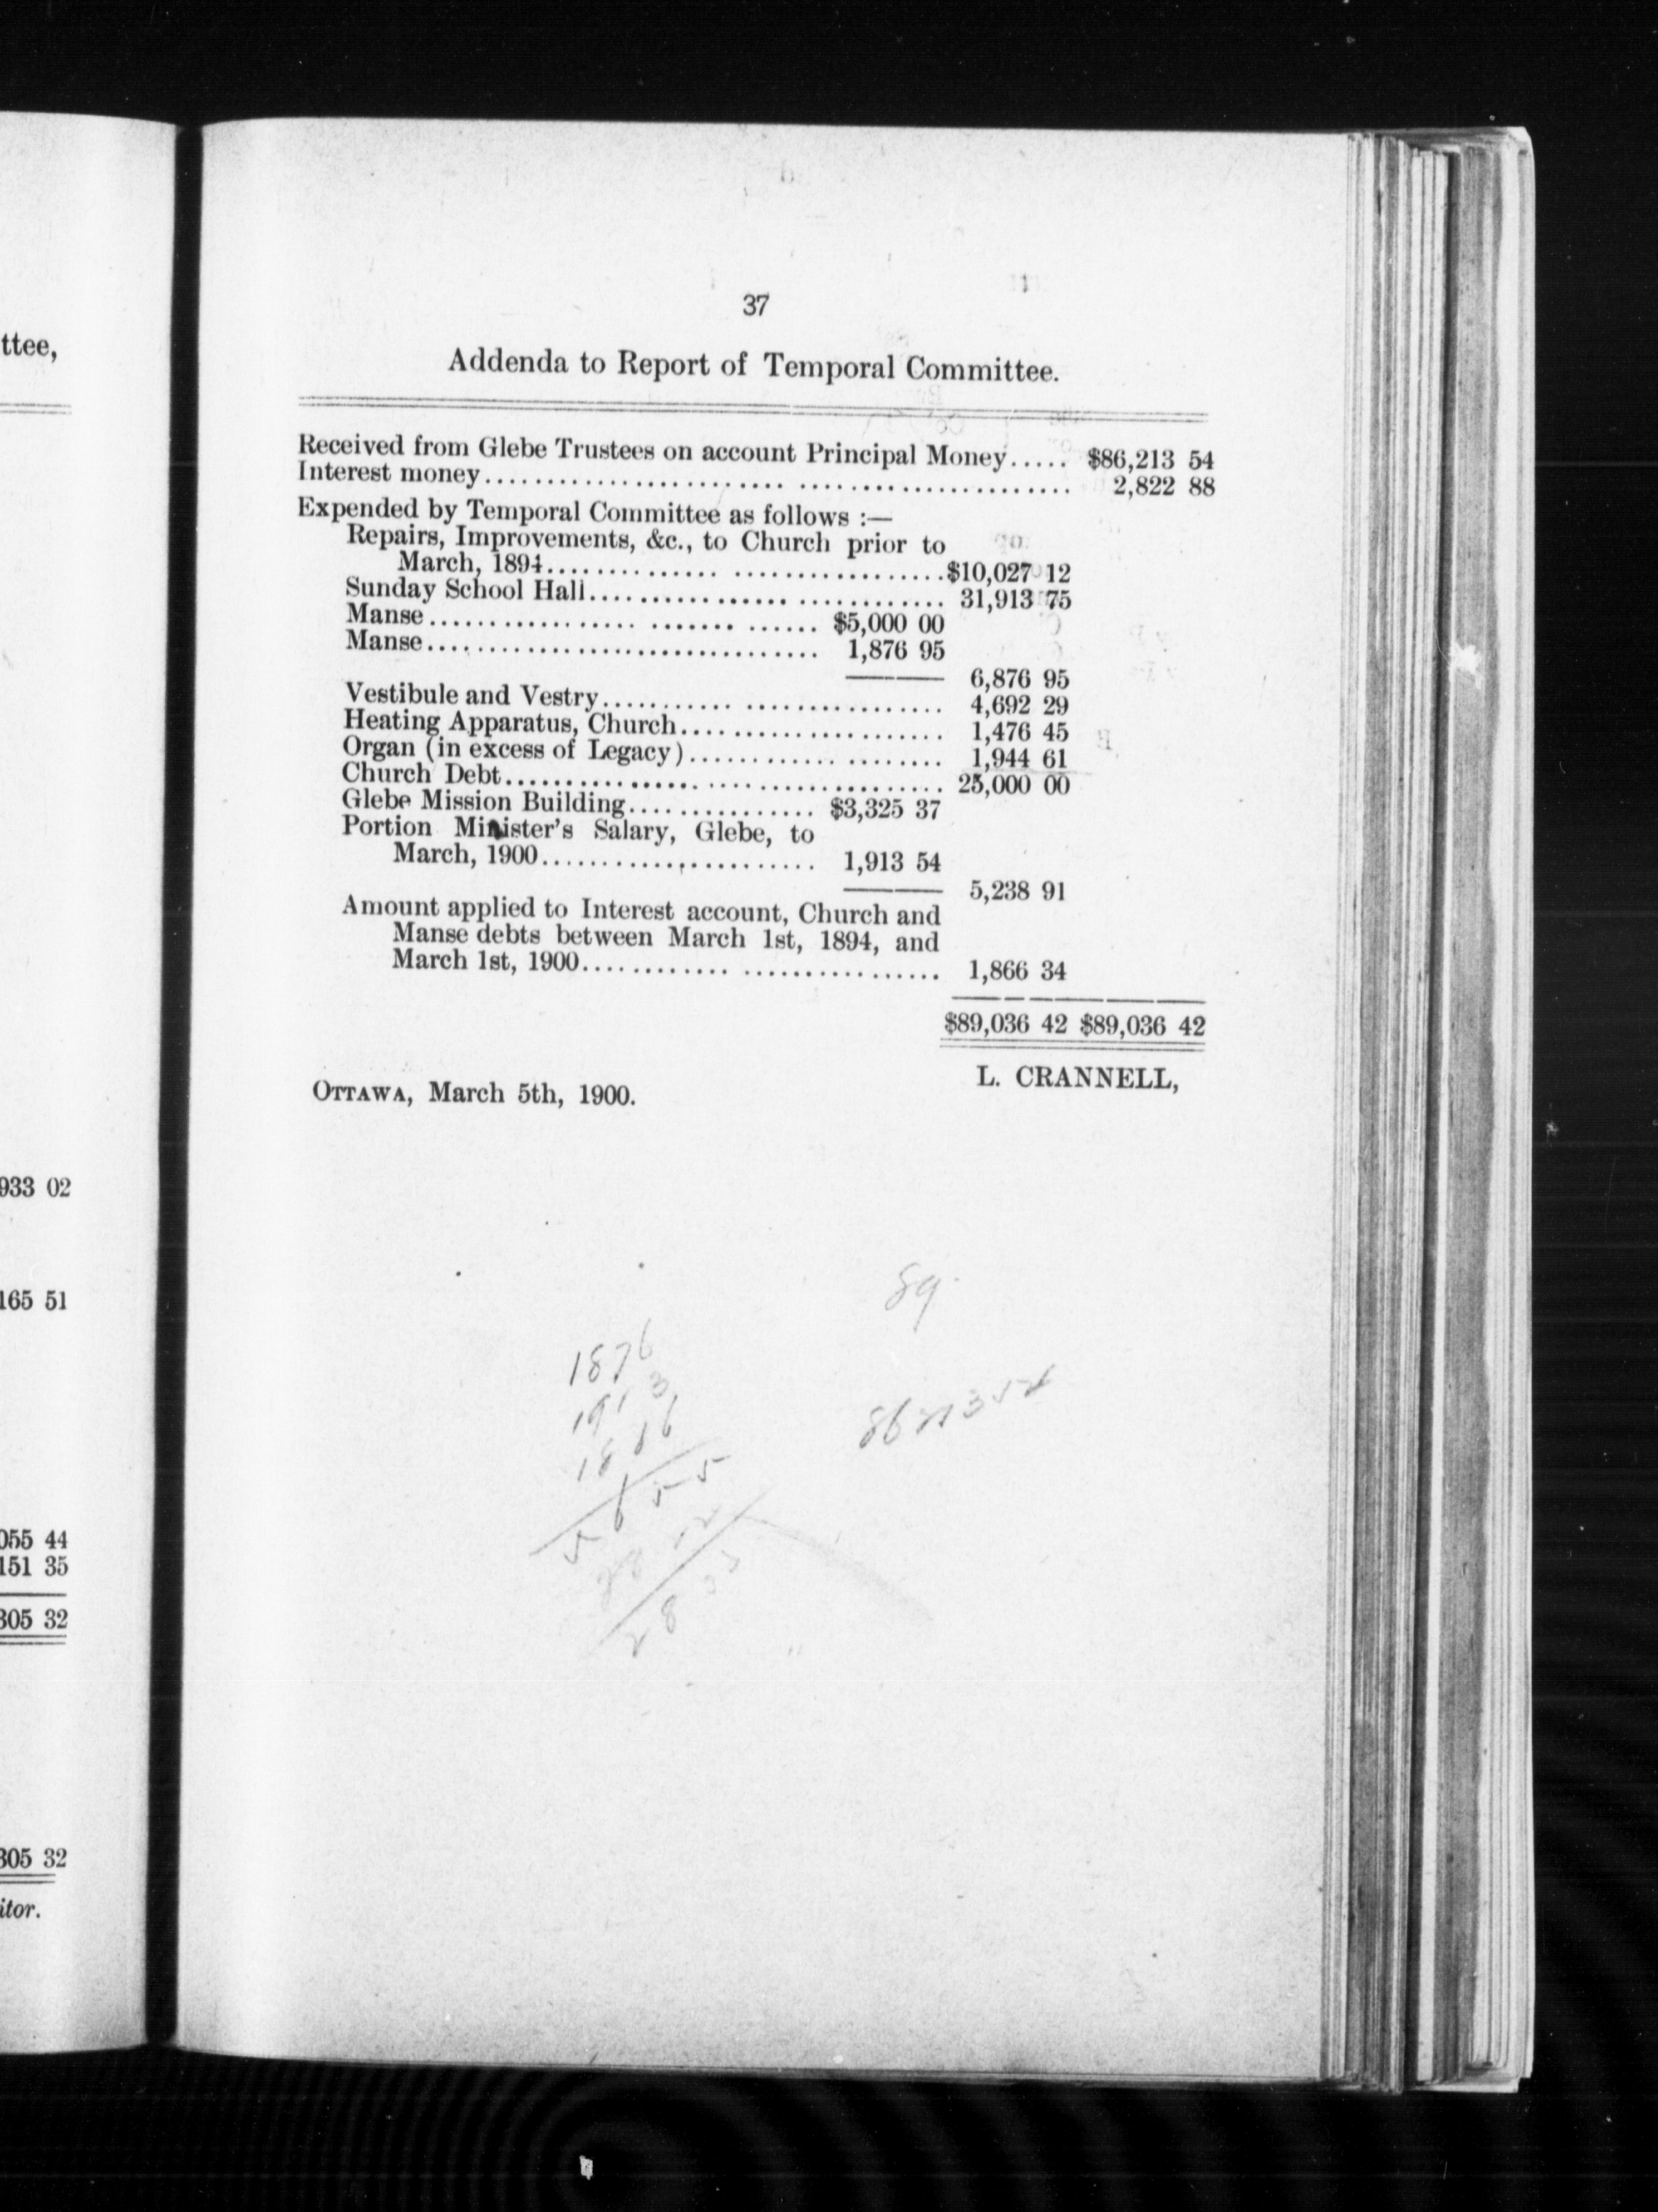 ttee,
933 02
165 51
055 44
151 35
305 32
305 32
itor.
37
Addenda to Report of Temporal Committee.
Received from Glebe Trustees on account Principal Money..... $86,213 54
Interest money.......................... ...................... 2,822 88
Expended by Temporal Committee as follows :—
Repairs, Improvements, &c., to Church prior to
March, 1894............... ..................$10,027 12
Sunday School Hall................... ............ 31,913 75
Manse................. ....... ...... $5,000 00
Manse................................ 1,876 95
6,876 95
Vestibule and Vestry............. ................ 4,692 29
Heating Apparatus, Church...................... 1,476 45
Organ (in excess of Legacy)............ ........ 1,944 61
Church Debt................ .................... 25,000 00
Glebe Mission Building................ $3,325 37
Portion Minister's Salary, Glebe, to
March, 1900....................... 1,913 54
5,238 91
Amount applied to Interest account, Church and
Manse debts between March 1st, 1894, and
March 1st, 1900............ ................. 1,866 34
$89,036 42 $89,036 42
L. CRANNELL,
OTTAWA, March 5th, 1900.
89
1876
1913
5655